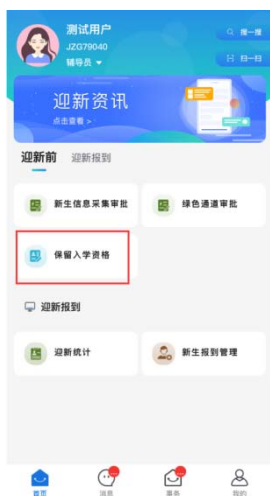 测试用户
JZG79040
搜一搜
辅导员
扫一扫
迎新资讯
点击查看 >
迎新前 迎新报到
新生信息采集审批 绿色通道审批
保留入学资格
迎新报到
迎新统计 新生报到管理
首页 消息 事务 我的